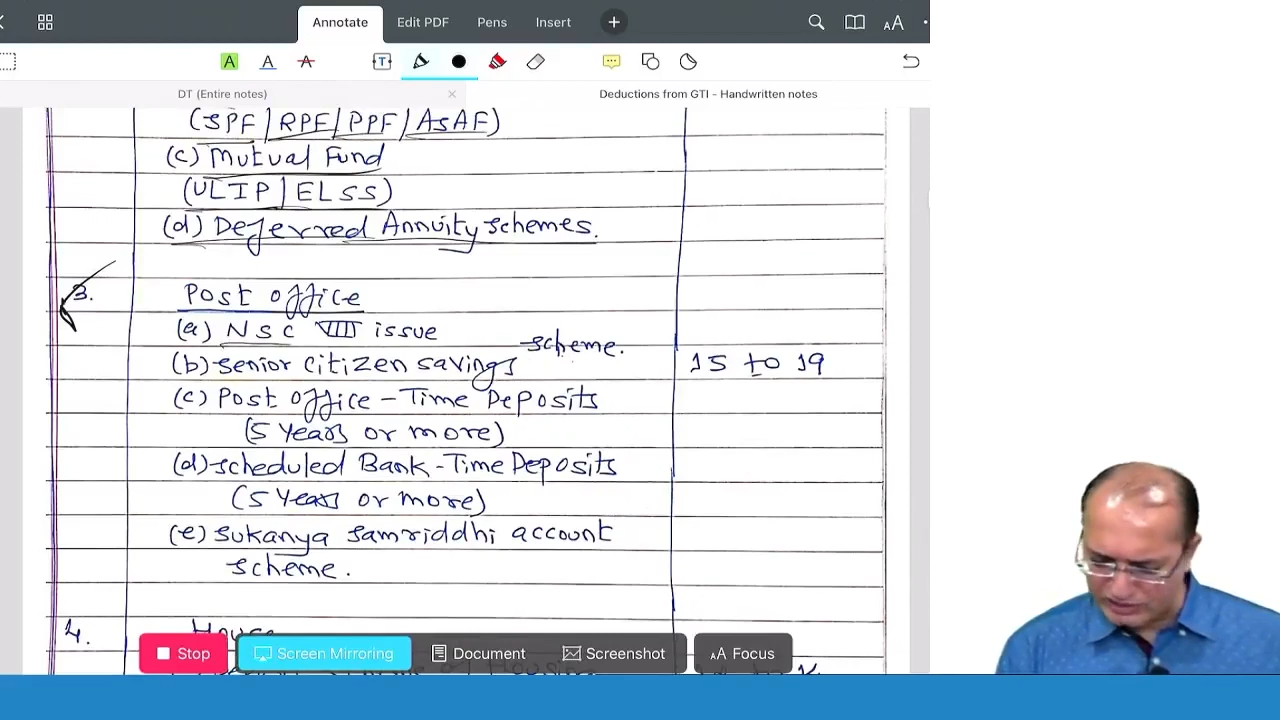 Annotate Edit PDF Pens Insert
DT (Entire notes) Deductions from GTI - Handwritten notes
(SPF/RPF/PPF/ASAF)
(c) Mutual Fund
(ULIP/ELSS)
(d) Deferred Annuity schemes.
3. Post office
(a) NSC VIII issue
(b) senior citizen savings scheme. 15 to 19
(c) Post office - Time Deposits
(5 Years or more)
(d) scheduled Bank - Time Deposits
(5 Years or more)
(e) sukanya samriddhi account
scheme.
4. House
Stop Screen Mirroring Document Screenshot Focus